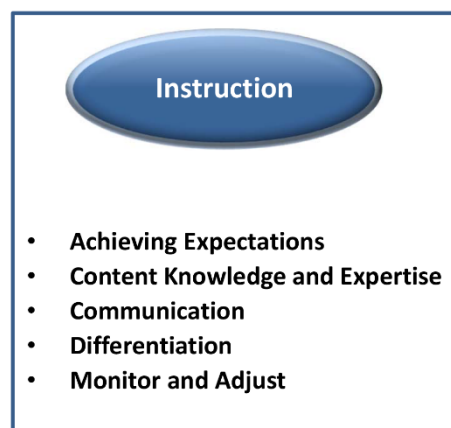 Instruction
• Achieving Expectations
• Content Knowledge and Expertise
• Communication
• Differentiation
• Monitor and Adjust